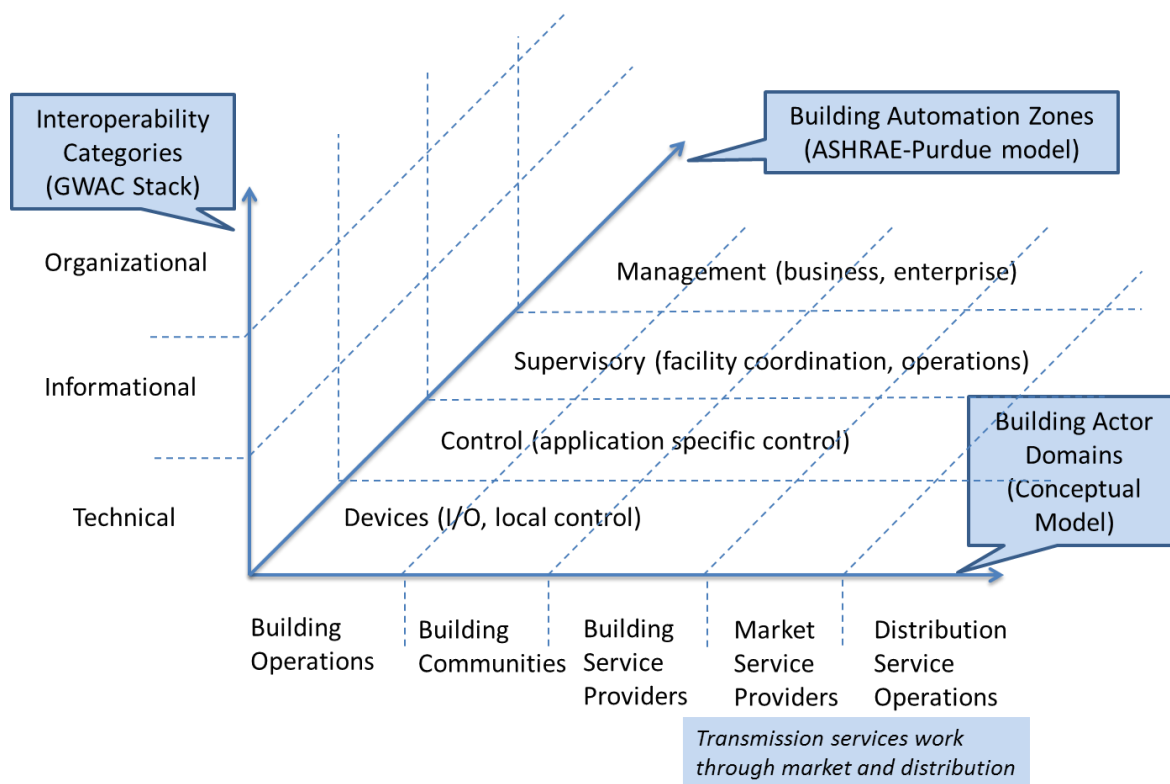 Interoperability
Categories
(GWAC Stack)
Building Automation Zones
(ASHRAE-Purdue model)
Organizational
Management (business, enterprise)
Informational
Supervisory (facility coordination, operations)
Building Actor
Domains
(Conceptual
Model)
Control (application specific control)
Technical
Devices (I/O, local control)
Building
Operations
Building
Communities
Building
Service
Providers
Market
Service
Providers
Distribution
Service
Operations
Transmission services work
through market and distribution